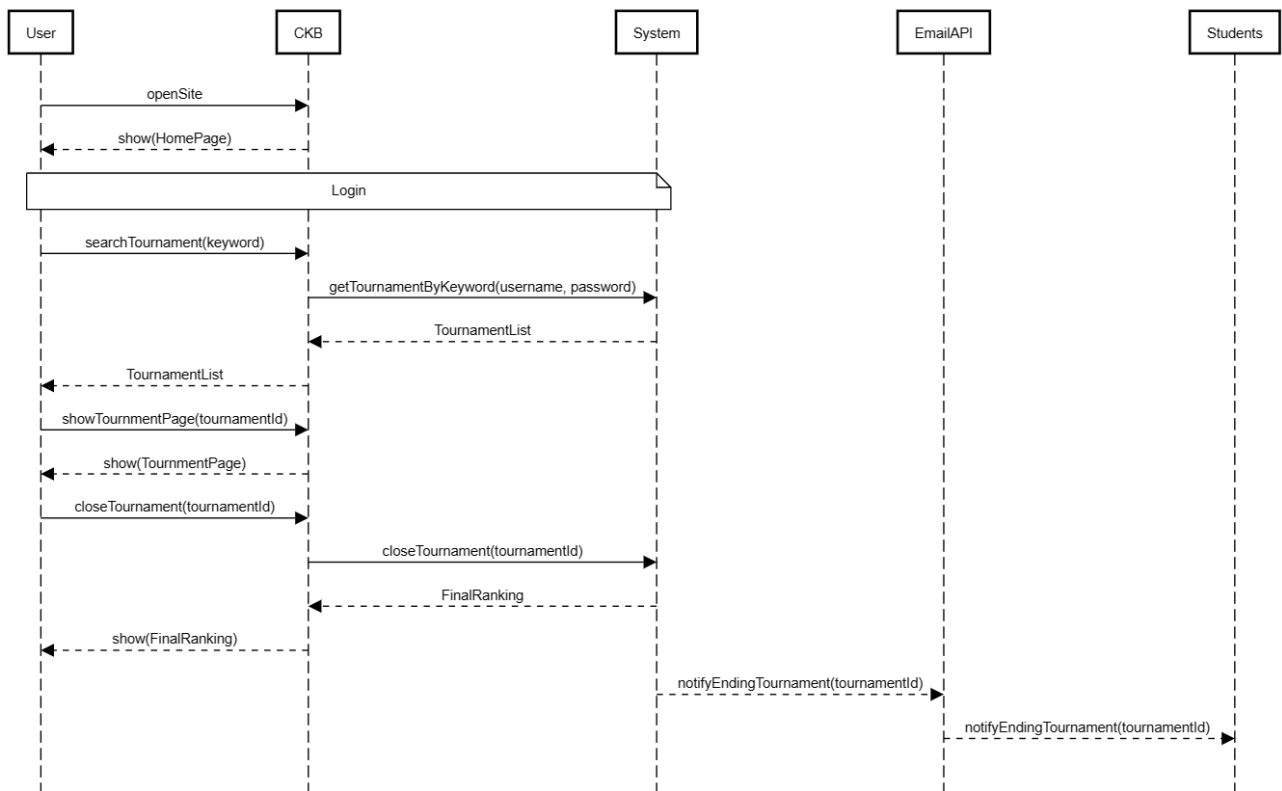 User
CKB
System
EmailAPI
Students
openSite
show(HomePage)
Login
searchTournament(keyword)
getTournamentByKeyword(username, password)
TournamentList
TournamentList
showTournmentPage(tournamentId)
show(TournmentPage)
closeTournament(tournamentId)
closeTournament(tournamentId)
FinalRanking
show(FinalRanking)
notifyEndingTournament(tournamentId)
notifyEndingTournament(tournamentId)